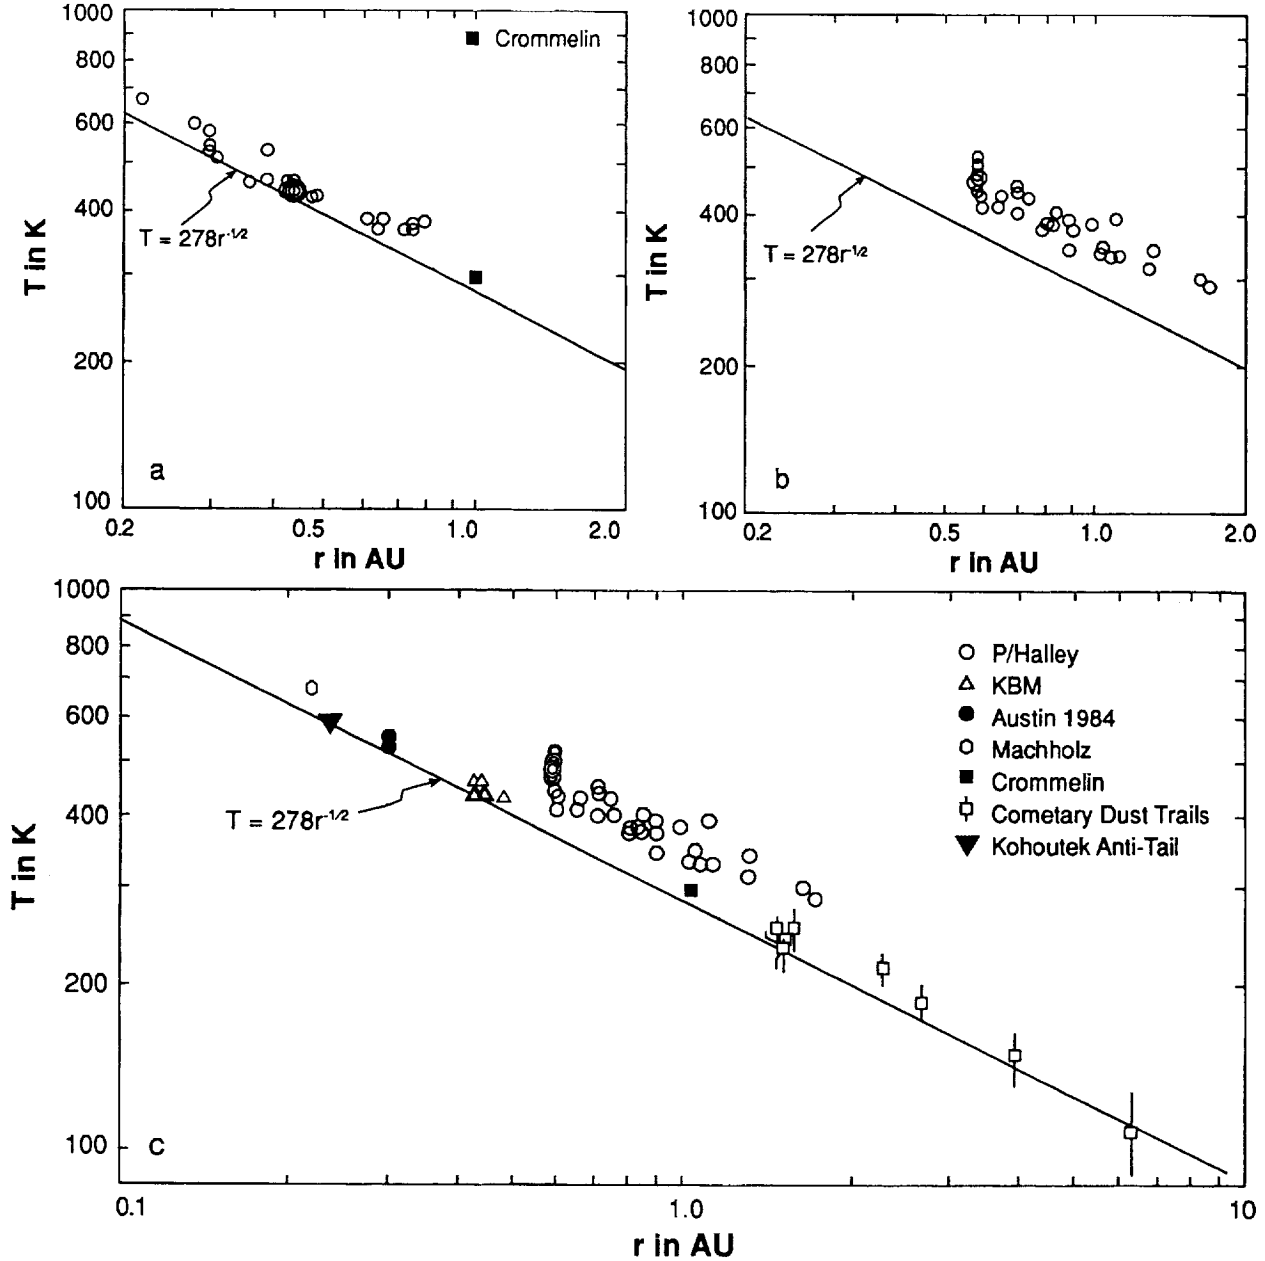 1000
800
600
400
200
100
T in K
Crommelin
T = 278r-1/2
a
0.2
0.5
1.0
2.0
r in AU
1000
800
600
400
200
100
T in K
T = 278r1/2
b
0.2
0.5
1.0
2.0
r in AU
1000
800
600
400
200
100
T in K
P/Halley
KBM
Austin 1984
Machholz
Crommelin
Cometary Dust Trails
Kohoutek Anti-Tail
T = 278r-1/2
c
0.1
1.0
10
r in AU